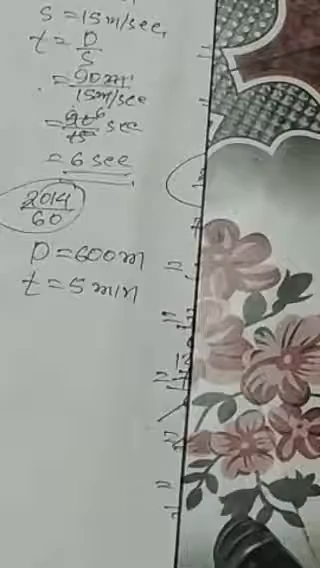 S = 15m/sec
t = D/S
= 90m/15m/sec
= 90/15 sec
= 6 sec
2014/60
D = 600m
t = 5 min